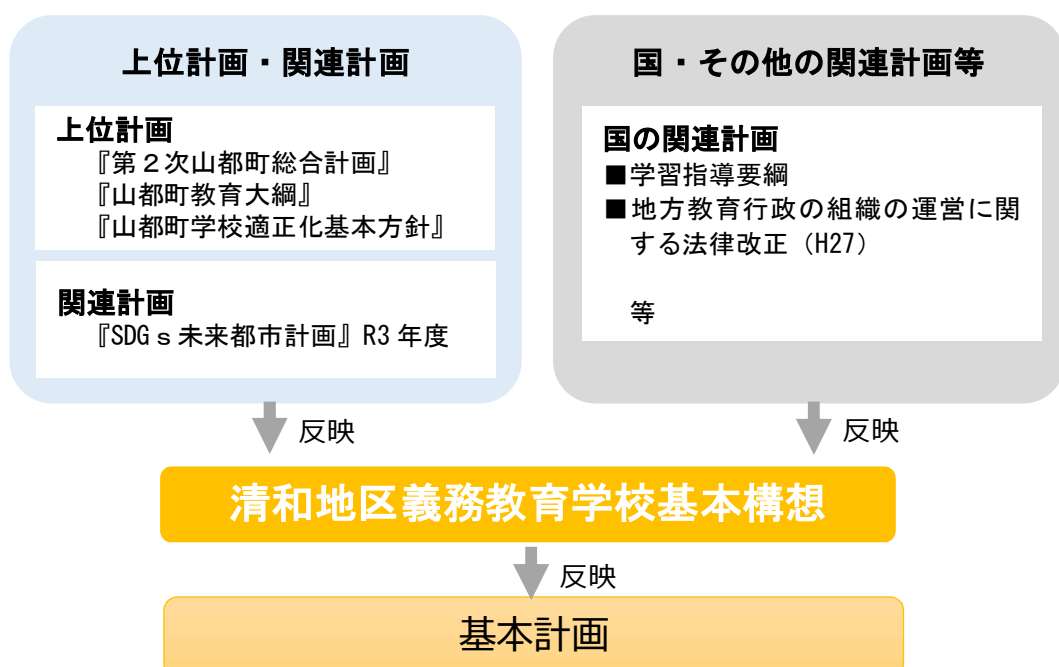 上位計画・関連計画
上位計画
『第２次山都町総合計画』
『山都町教育大綱』
『山都町学校適正化基本方針』
関連計画
『SDGｓ未来都市計画』R3 年度
国・その他の関連計画等
国の関連計画
■学習指導要綱
■地方教育行政の組織の運営に関
する法律改正（H27）
等
反映
反映
清和地区義務教育学校基本構想
反映
基本計画